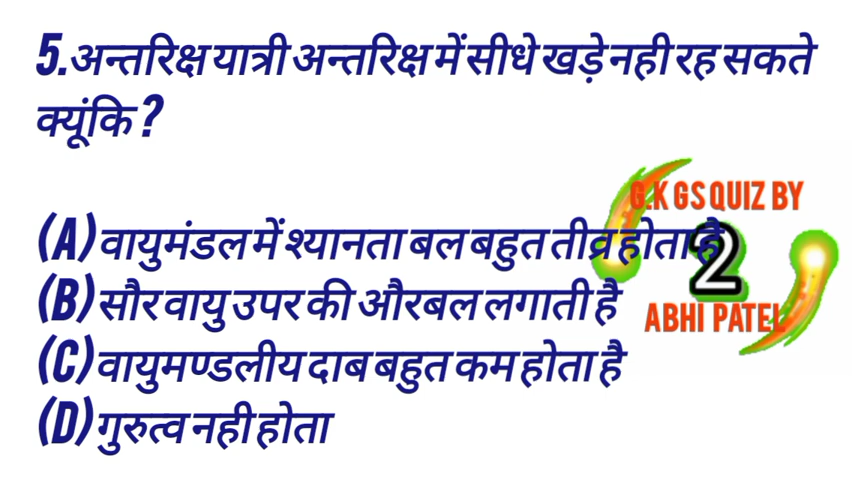 5.अन्तरिक्ष यात्री अन्तरिक्ष में सीधे खड़े नही रह सकते
क्यूंकि ?
G.K GS QUIZ BY
(A) वायुमंडल में श्यानता बल बहुत तीव्र होता है
2
(B) सौर वायु उपर की औरबल लगाती है
ABHI PATEL
(C) वायुमण्डलीय दाब बहुत कम होता है
(D) गुरुत्व नही होता